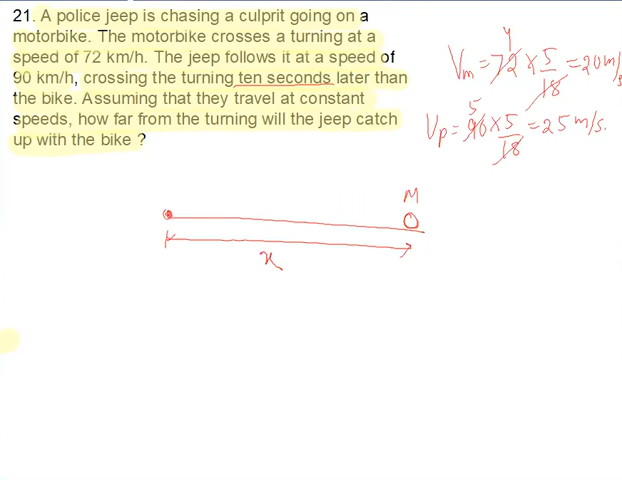 21. A police jeep is chasing a culprit going on a
motorbike. The motorbike crosses a turning at a
speed of 72 km/h. The jeep follows it at a speed of
90 km/h, crossing the turning ten seconds later than
the bike. Assuming that they travel at constant
speeds, how far from the turning will the jeep catch
up with the bike ?
4
Vm = 72 × 5/18 = 20 m/s
5
Vp = 90 × 5/18 = 25 m/s.
M
x